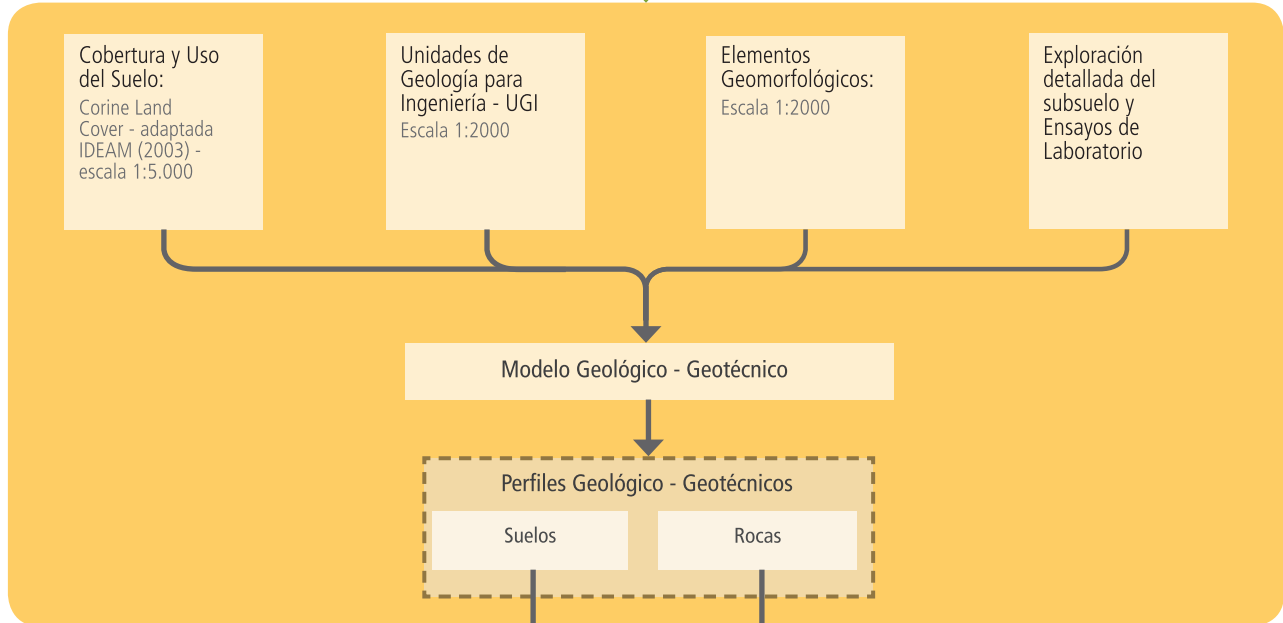 Cobertura y Uso
del Suelo:
Corine Land
Cover - adaptada
IDEAM (2003) -
escala 1:5.000
Unidades de
Geología para
Ingeniería - UGI
Escala 1:2000
Elementos
Geomorfológicos:
Escala 1:2000
Exploración
detallada del
subsuelo y
Ensayos de
Laboratorio
Modelo Geológico - Geotécnico
Perfiles Geológico - Geotécnicos
Suelos
Rocas